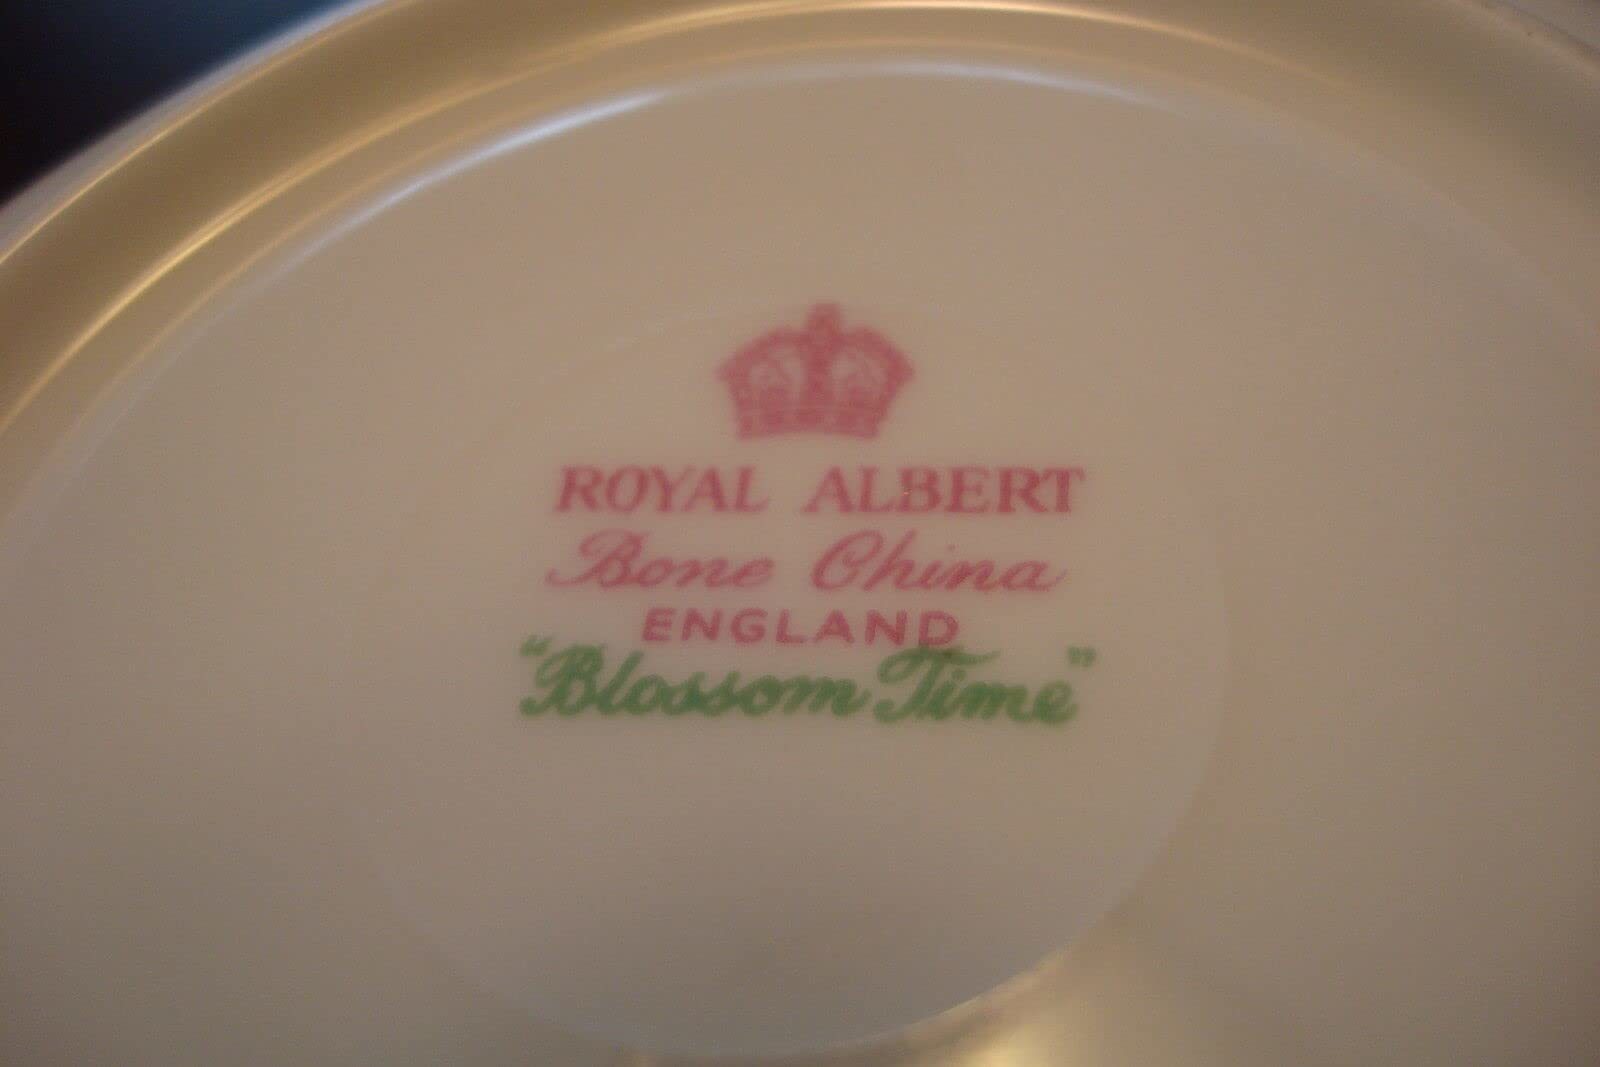 ROYAL ALBERT
Bone China
ENGLAND
"Blossom Time"